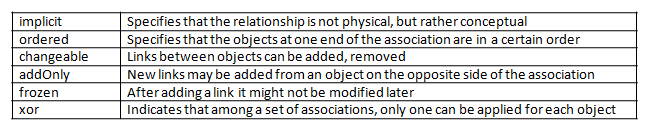 implicit Specifies that the relationship is not physical, but rather conceptual
ordered Specifies that the objects at one end of the association are in a certain order
changeable Links between objects can be added, removed
addOnly New links may be added from an object on the opposite side of the association
frozen After adding a link it might not be modified later
xor Indicates that among a set of associations, only one can be applied for each object